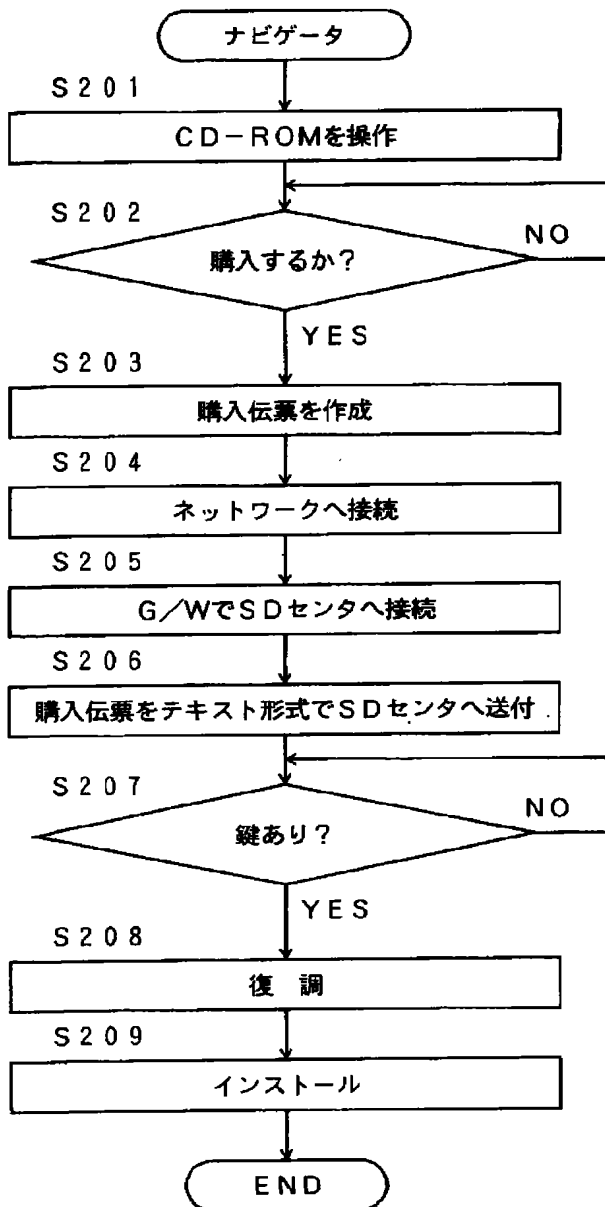 ナビゲータ
S201
CD-ROMを操作
S202
購入するか?
NO
YES
S203
購入伝票を作成
S204
ネットワークへ接続
S205
G/WでSDセンタへ接続
S206
購入伝票をテキスト形式でSDセンタへ送付
S207
鍵あり?
NO
YES
S208
復 調
S209
インストール
END